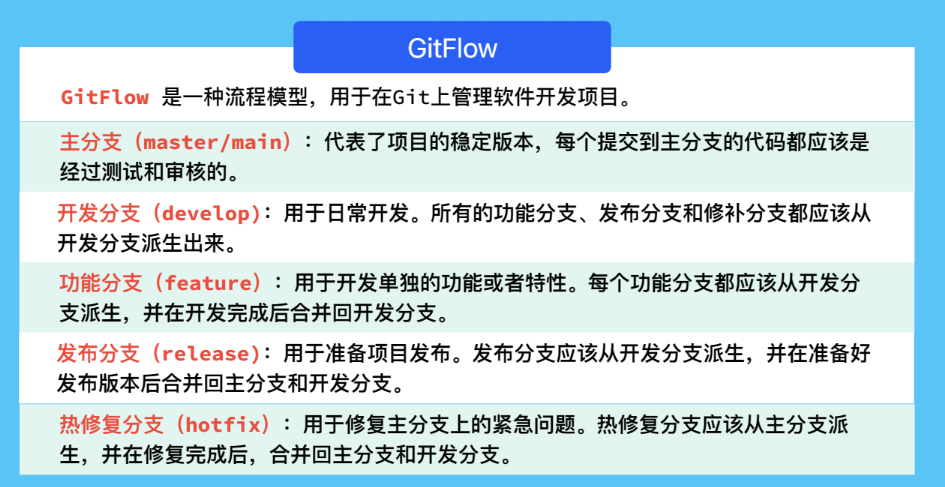 GitFlow
GitFlow 是一种流程模型，用于在Git上管理软件开发项目。
主分支（master/main）：代表了项目的稳定版本，每个提交到主分支的代码都应该是
经过测试和审核的。
开发分支（develop)：用于日常开发。所有的功能分支、发布分支和修补分支都应该从
开发分支派生出来。
功能分支（feature）：用于开发单独的功能或者特性。每个功能分支都应该从开发分
支派生，并在开发完成后合并回开发分支。
发布分支（release)：用于准备项目发布。发布分支应该从开发分支派生，并在准备好
发布版本后合并回主分支和开发分支。
热修复分支（hotfix）：用于修复主分支上的紧急问题。热修复分支应该从主分支派
生，并在修复完成后，合并回主分支和开发分支。